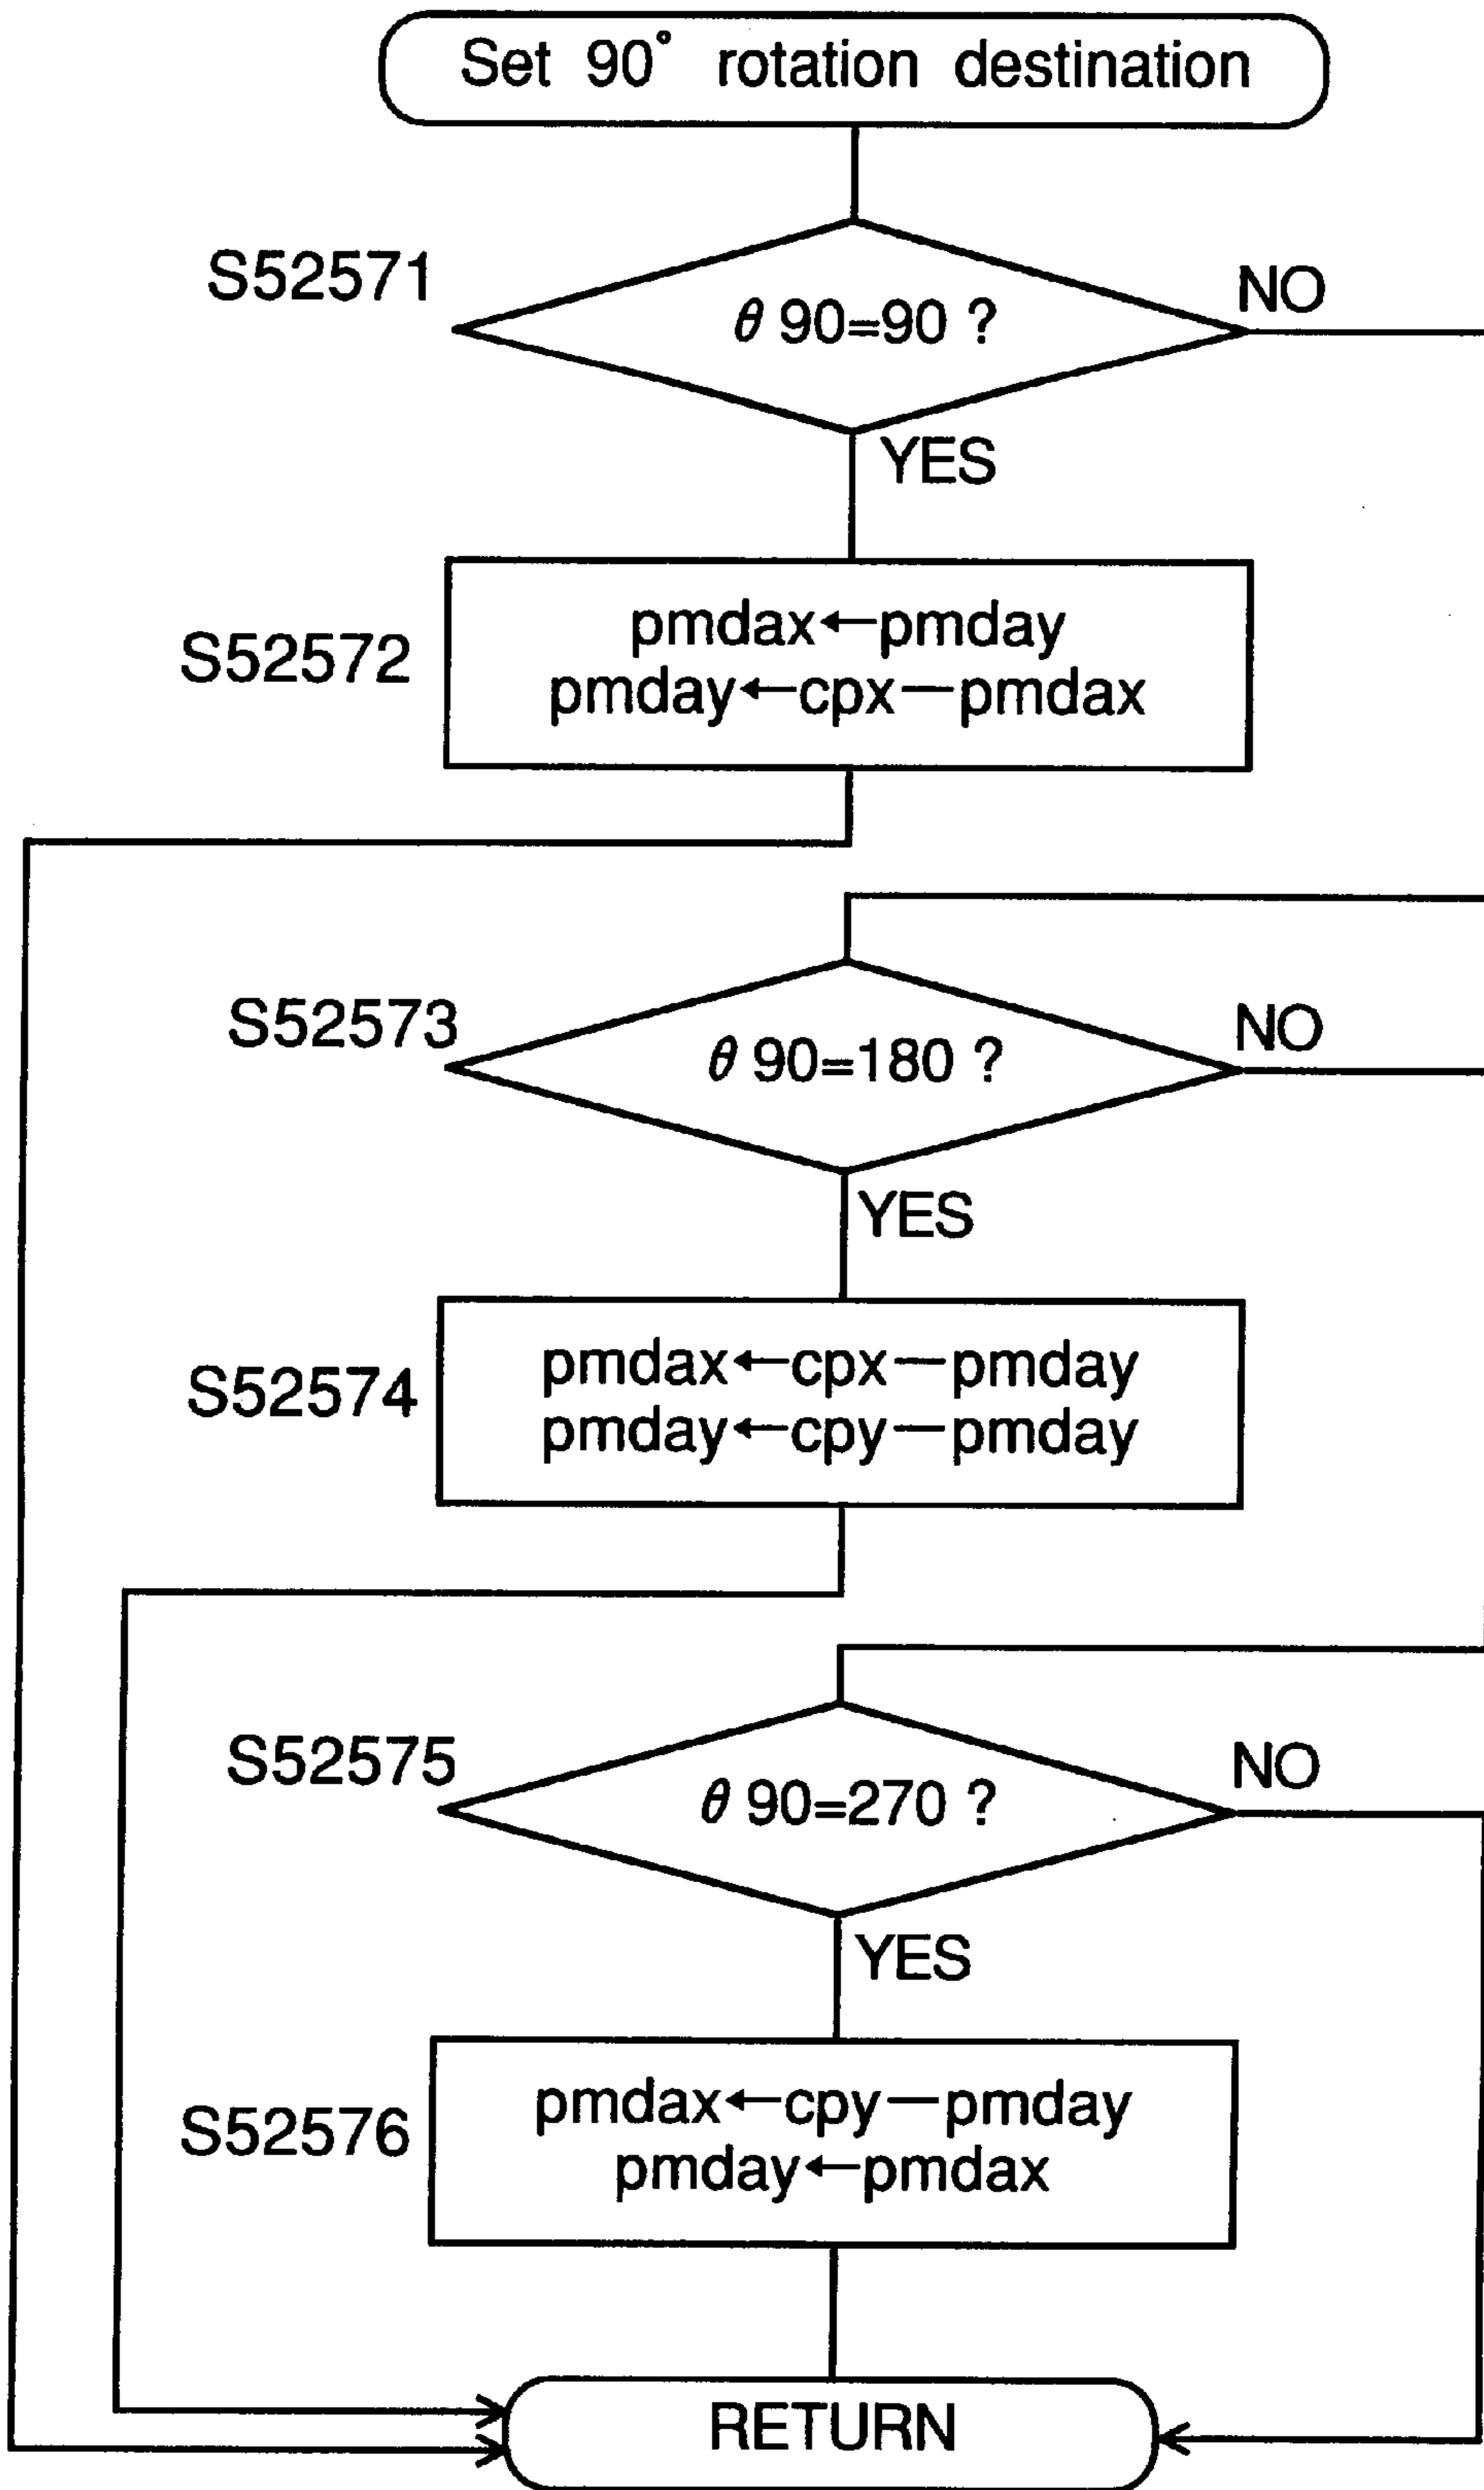 Set 90° rotation destination
S52571
θ 90=90 ?
NO
YES
S52572
pmdax←pmday
pmday←cpx—pmdax
S52573
θ 90=180 ?
NO
YES
S52574
pmdax←cpx—pmday
pmday←cpy—pmday
S52575
θ 90=270 ?
NO
YES
S52576
pmdax←cpy—pmday
pmday←pmdax
RETURN